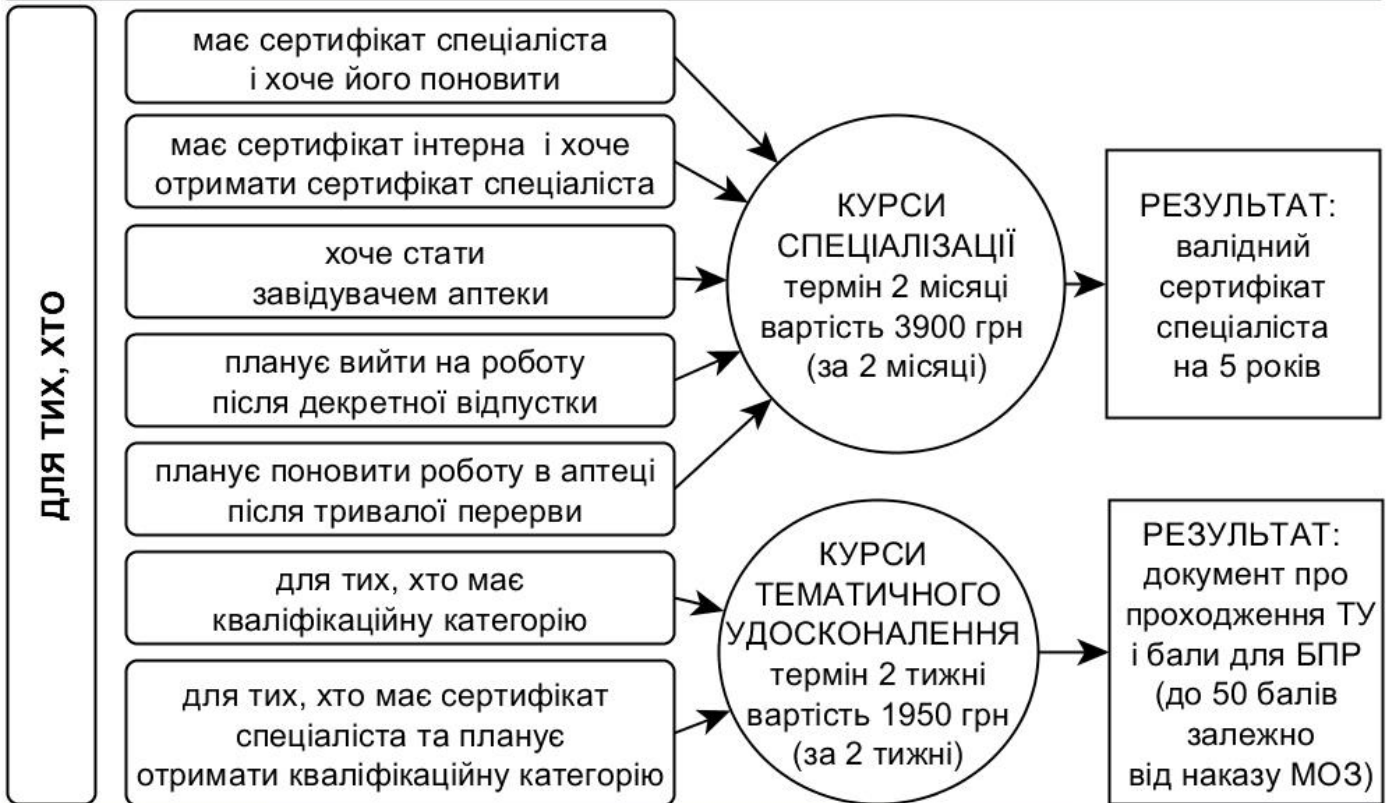 ДЛЯ ТИХ, ХТО
має сертифікат спеціаліста
і хоче його поновити
має сертифікат інтерна і хоче
отримати сертифікат спеціаліста
хоче стати
завідувачем аптеки
планує вийти на роботу
після декретної відпустки
планує поновити роботу в аптеці
після тривалої перерви
для тих, хто має
кваліфікаційну категорію
для тих, хто має сертифікат
спеціаліста та планує
отримати кваліфікаційну категорію
КУРСИ
СПЕЦІАЛІЗАЦІЇ
термін 2 місяці
вартість 3900 грн
(за 2 місяці)
КУРСИ
ТЕМАТИЧНОГО
УДОСКОНАЛЕННЯ
термін 2 тижні
вартість 1950 грн
(за 2 тижні)
РЕЗУЛЬТАТ:
валідний
сертифікат
спеціаліста
на 5 років
РЕЗУЛЬТАТ:
документ про
проходження ТУ
і бали для БПР
(до 50 балів
залежно
від наказу МОЗ)